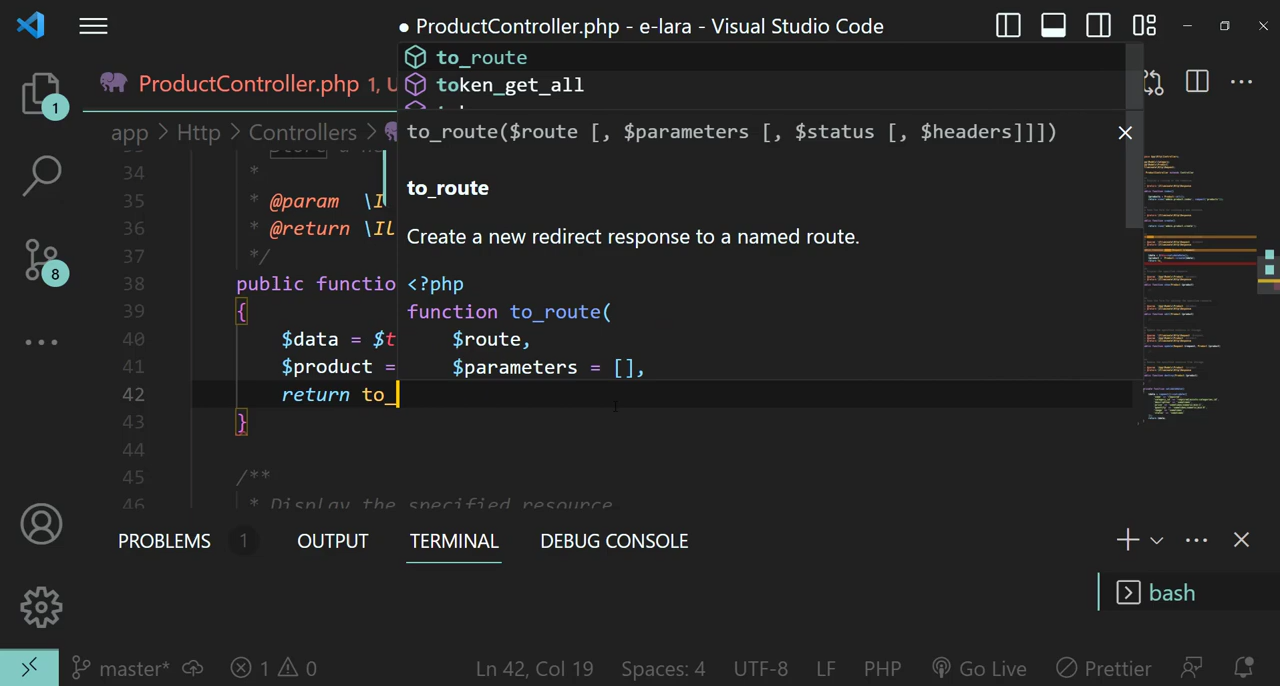 ● ProductController.php - e-lara - Visual Studio Code
to_route
token_get_all
ProductController.php 1, U
app > Http > Controllers >
to_route($route [, $parameters [, $status [, $headers]]])
34 *
35 * @param \I
36 * @return \Il
37 */
38 public functio
39 {
40 $data = $t
41 $product =
42 return to_
43 }
44
45 /**
46 * Display the specified resource
to_route
Create a new redirect response to a named route.
<?php
function to_route(
$route,
$parameters = [],
PROBLEMS 1 OUTPUT TERMINAL DEBUG CONSOLE
bash
1
8
master* 1 0 Ln 42, Col 19 Spaces: 4 UTF-8 LF PHP Go Live Prettier